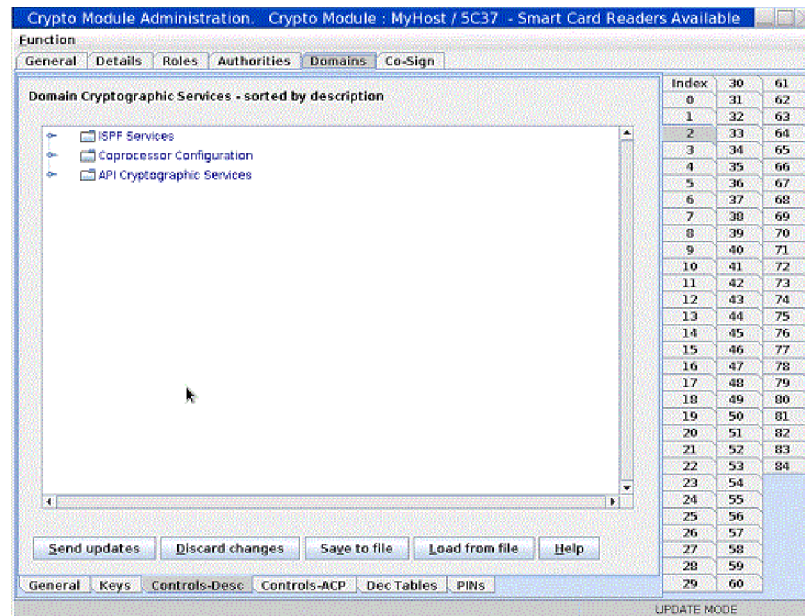 Crypto Module Administration. Crypto Module : MyHost / 5C37 - Smart Card Readers Available
Function
General Details Roles Authorities Domains Co-Sign
Domain Cryptographic Services - sorted by description
ISPF Services
Coprocessor Configuration
API Cryptographic Services
Send updates Discard changes Save to file Load from file Help
General Keys Controls-Desc Controls-ACP Dec Tables PINs
Index 30 61
0 31 62
1 32 63
2 33 64
3 34 65
4 35 66
5 36 67
6 37 68
7 38 69
8 39 70
9 40 71
10 41 72
11 42 73
12 43 74
13 44 75
14 45 76
15 46 77
16 47 78
17 48 79
18 49 80
19 50 81
20 51 82
21 52 83
22 53 84
23 54
24 55
25 56
26 57
27 58
28 59
29 60
UPDATE MODE